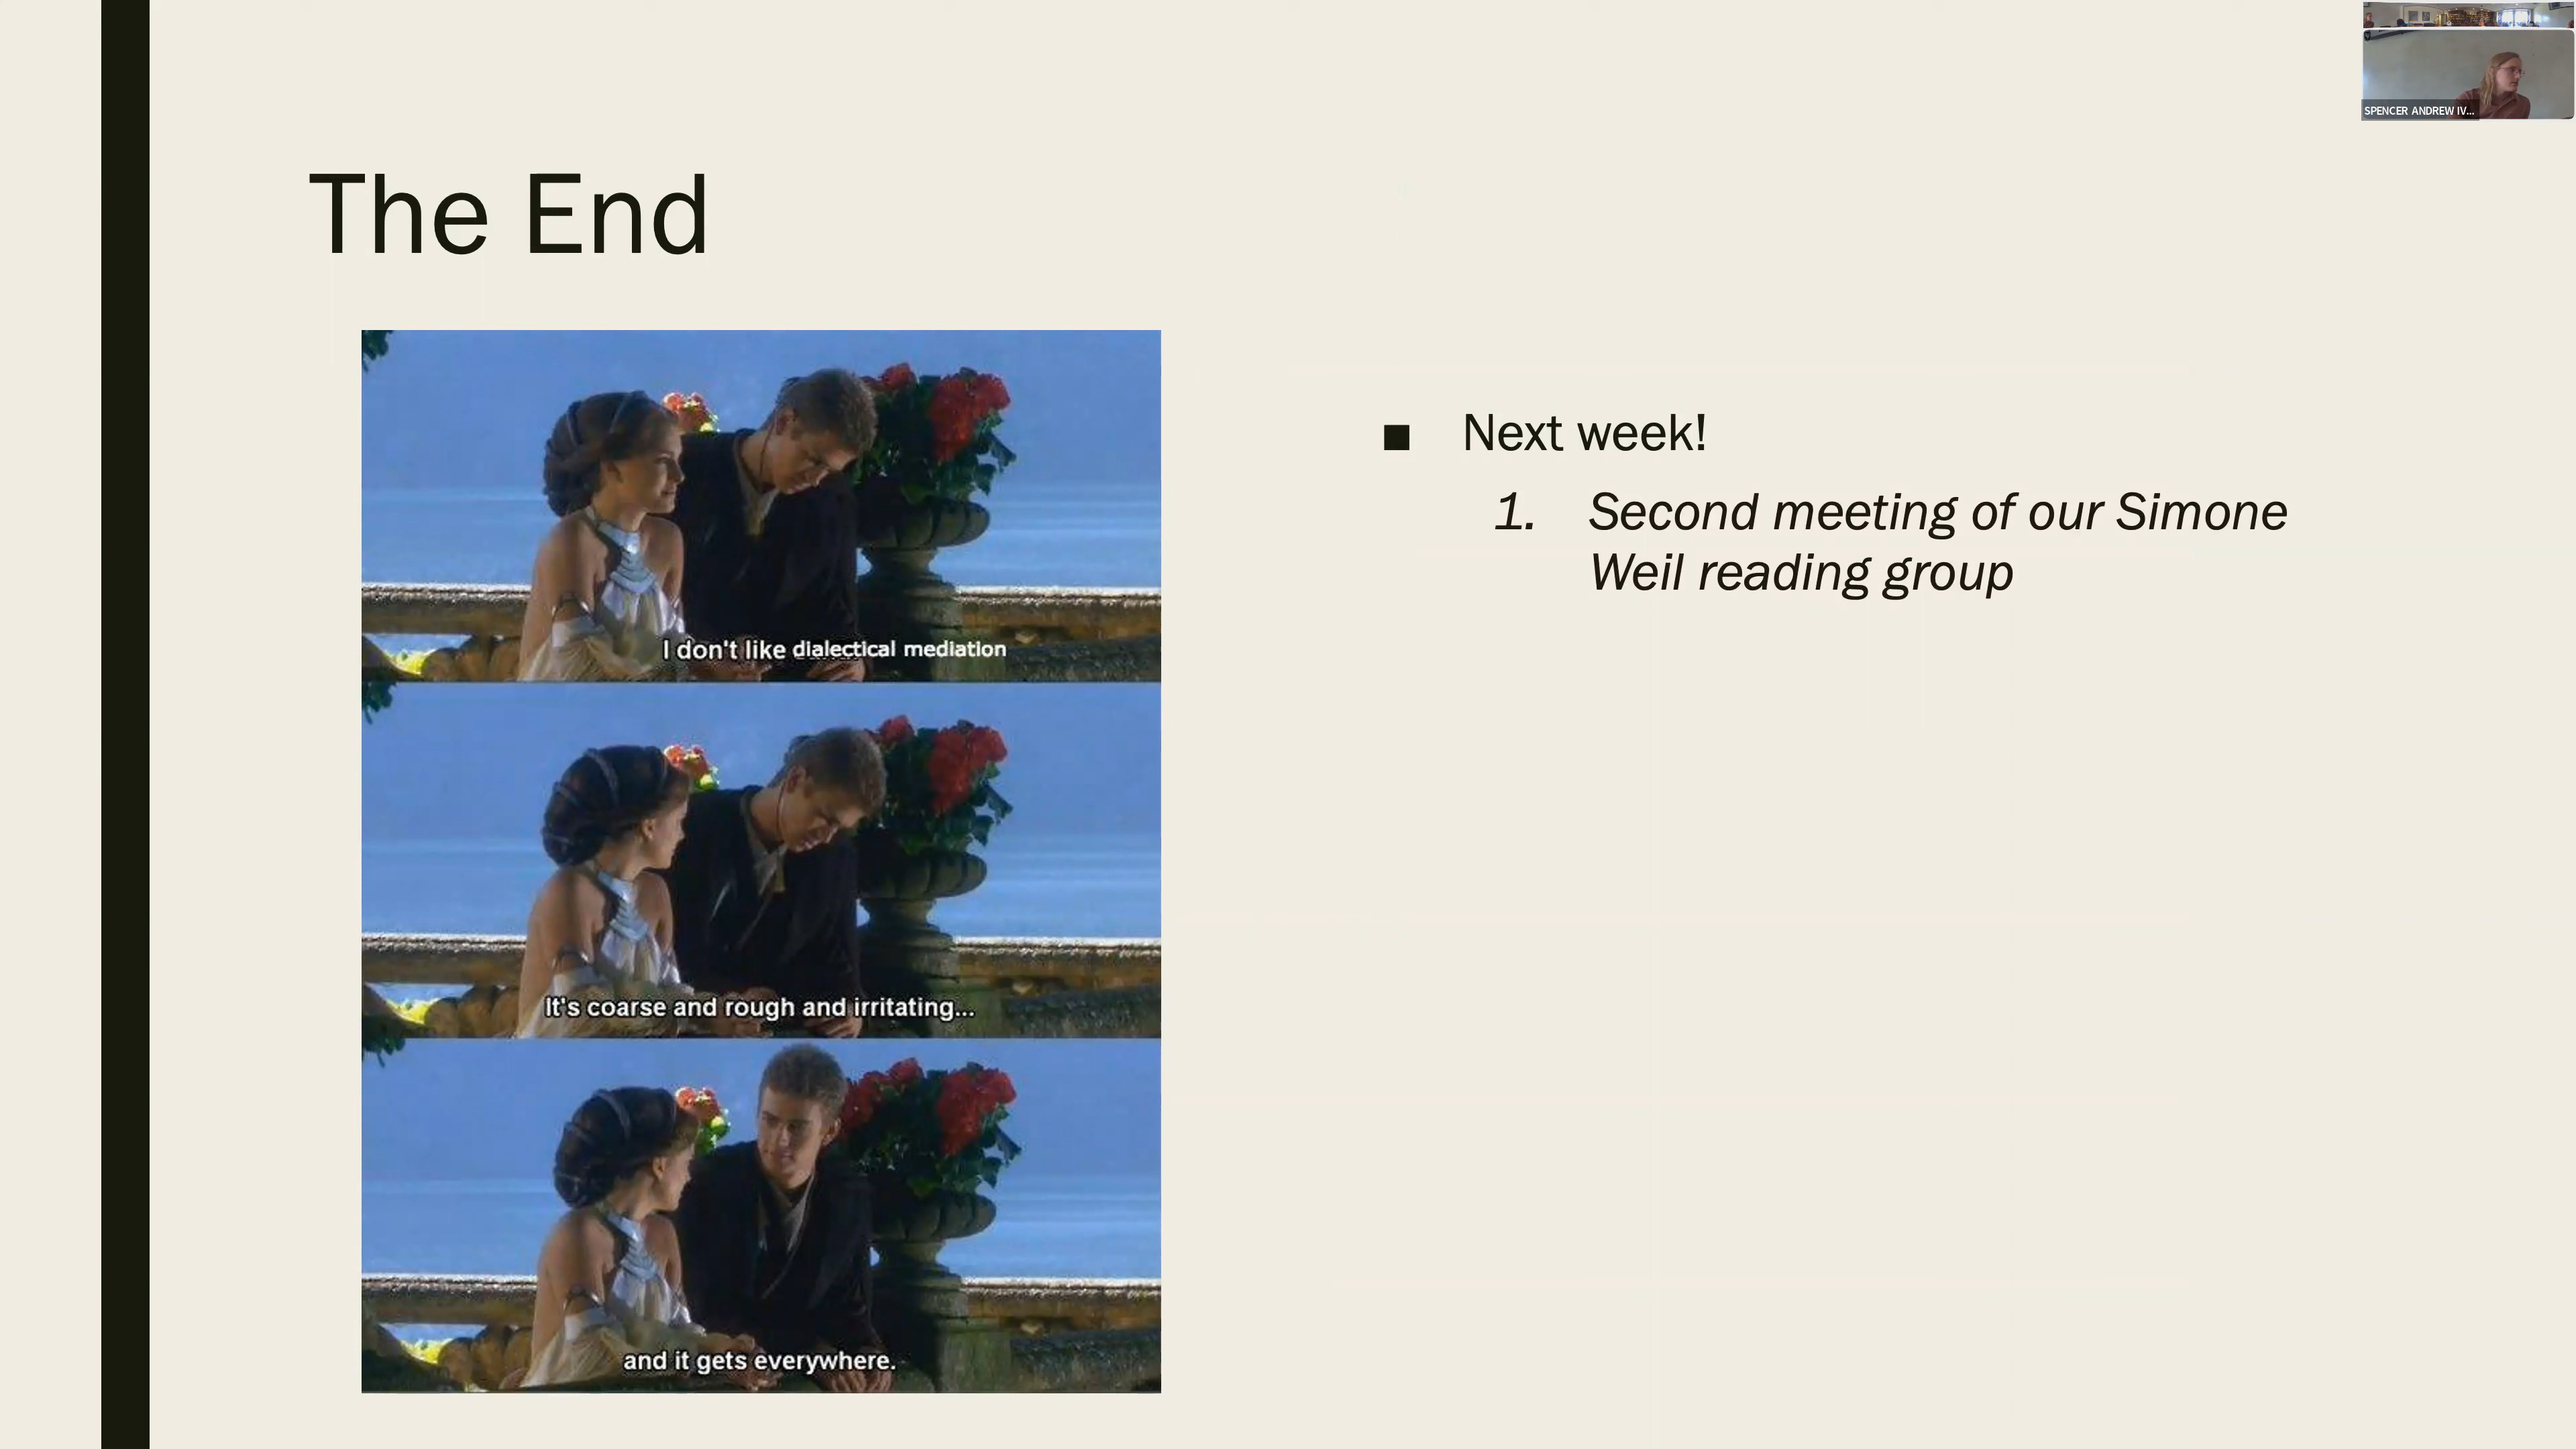 SPENCER ANDREW IV...
The End
I don't like dialectical mediation
It's coarse and rough and irritating...
and it gets everywhere.
■ Next week!
1. Second meeting of our Simone
Weil reading group